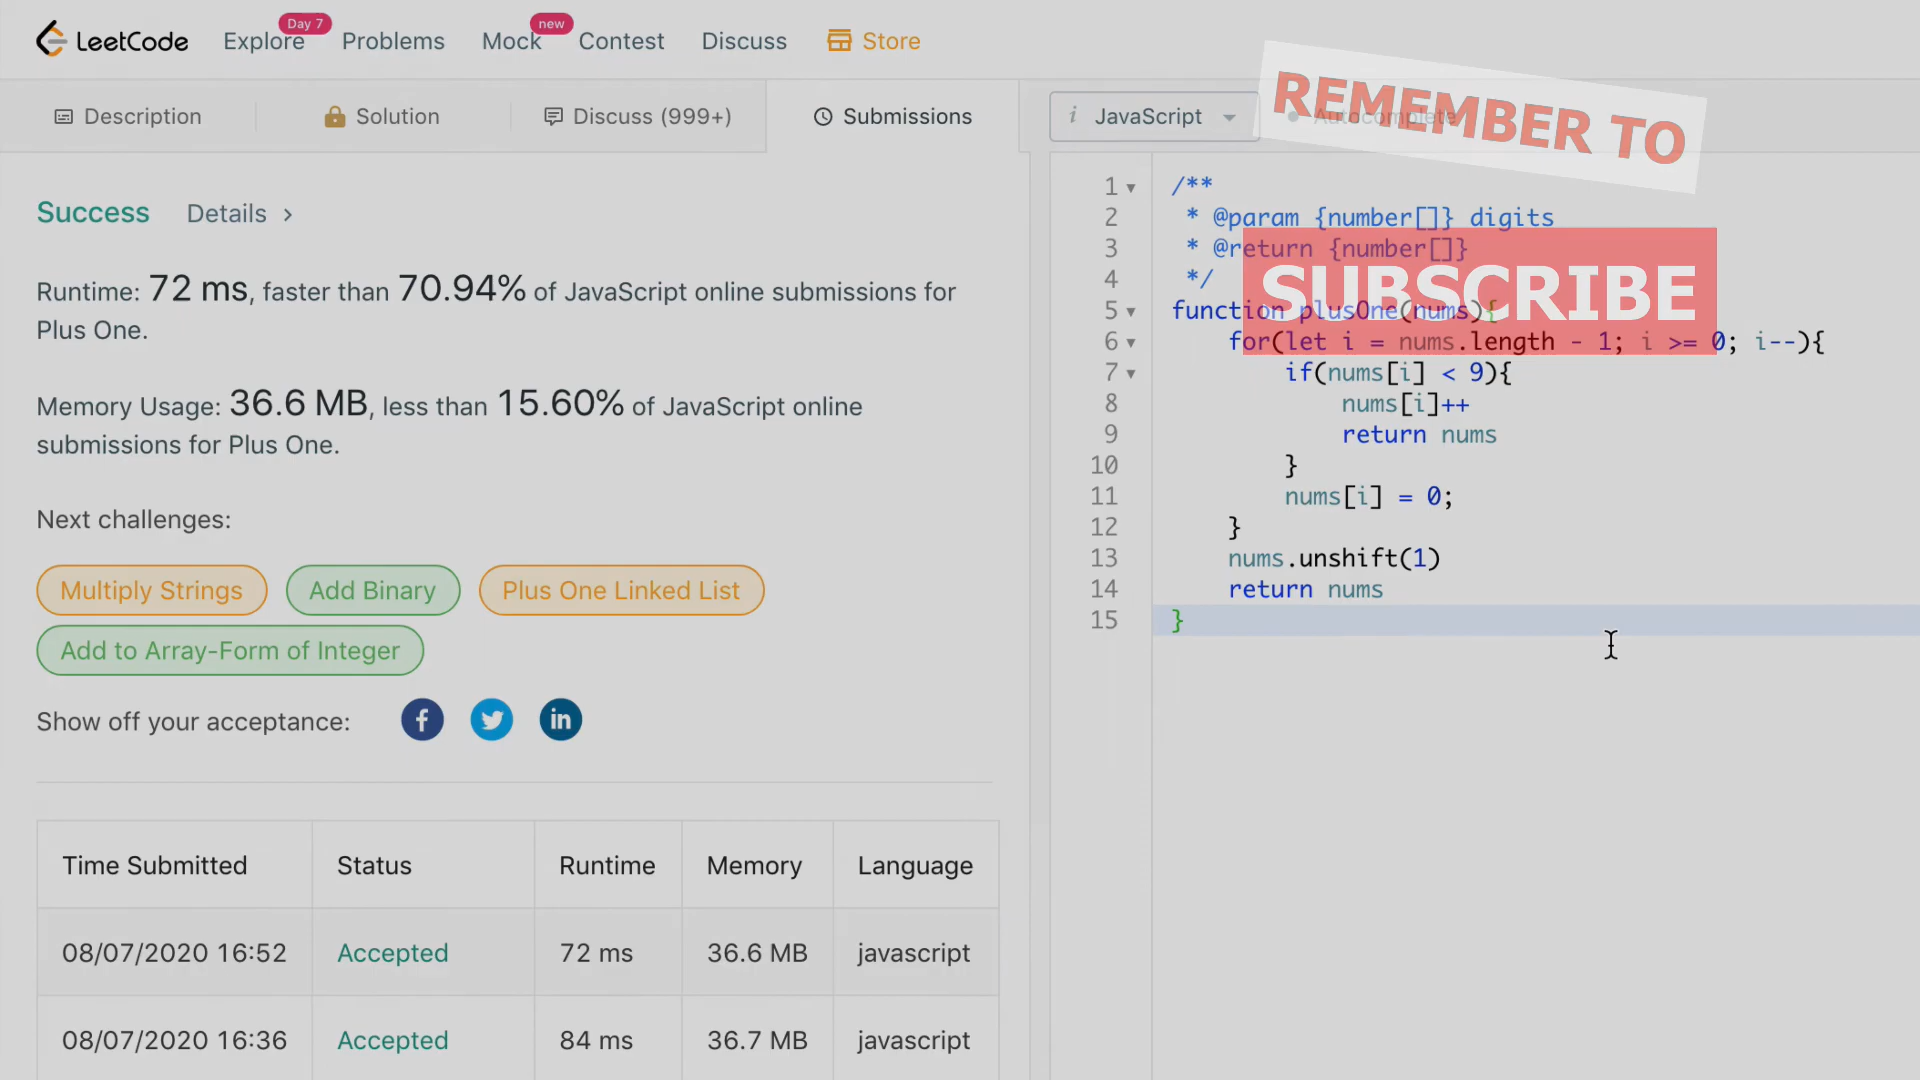 LeetCode Explore Day 7 Problems Mock new Contest Discuss Store
Description Solution Discuss (999+) Submissions
Success Details >
Runtime: 72 ms, faster than 70.94% of JavaScript online submissions for
Plus One.
Memory Usage: 36.6 MB, less than 15.60% of JavaScript online
submissions for Plus One.
Next challenges:
Multiply Strings Add Binary Plus One Linked List
Add to Array-Form of Integer
Show off your acceptance:
Time Submitted Status Runtime Memory Language
08/07/2020 16:52 Accepted 72 ms 36.6 MB javascript
08/07/2020 16:36 Accepted 84 ms 36.7 MB javascript
i JavaScript Autocomplete
REMEMBER TO
SUBSCRIBE
1 /**
2 * @param {number[]} digits
3 * @return {number[]}
4 */
5 function plusOne(nums){
6 for(let i = nums.length - 1; i >= 0; i--){
7 if(nums[i] < 9){
8 nums[i]++
9 return nums
10 }
11 nums[i] = 0;
12 }
13 nums.unshift(1)
14 return nums
15 }